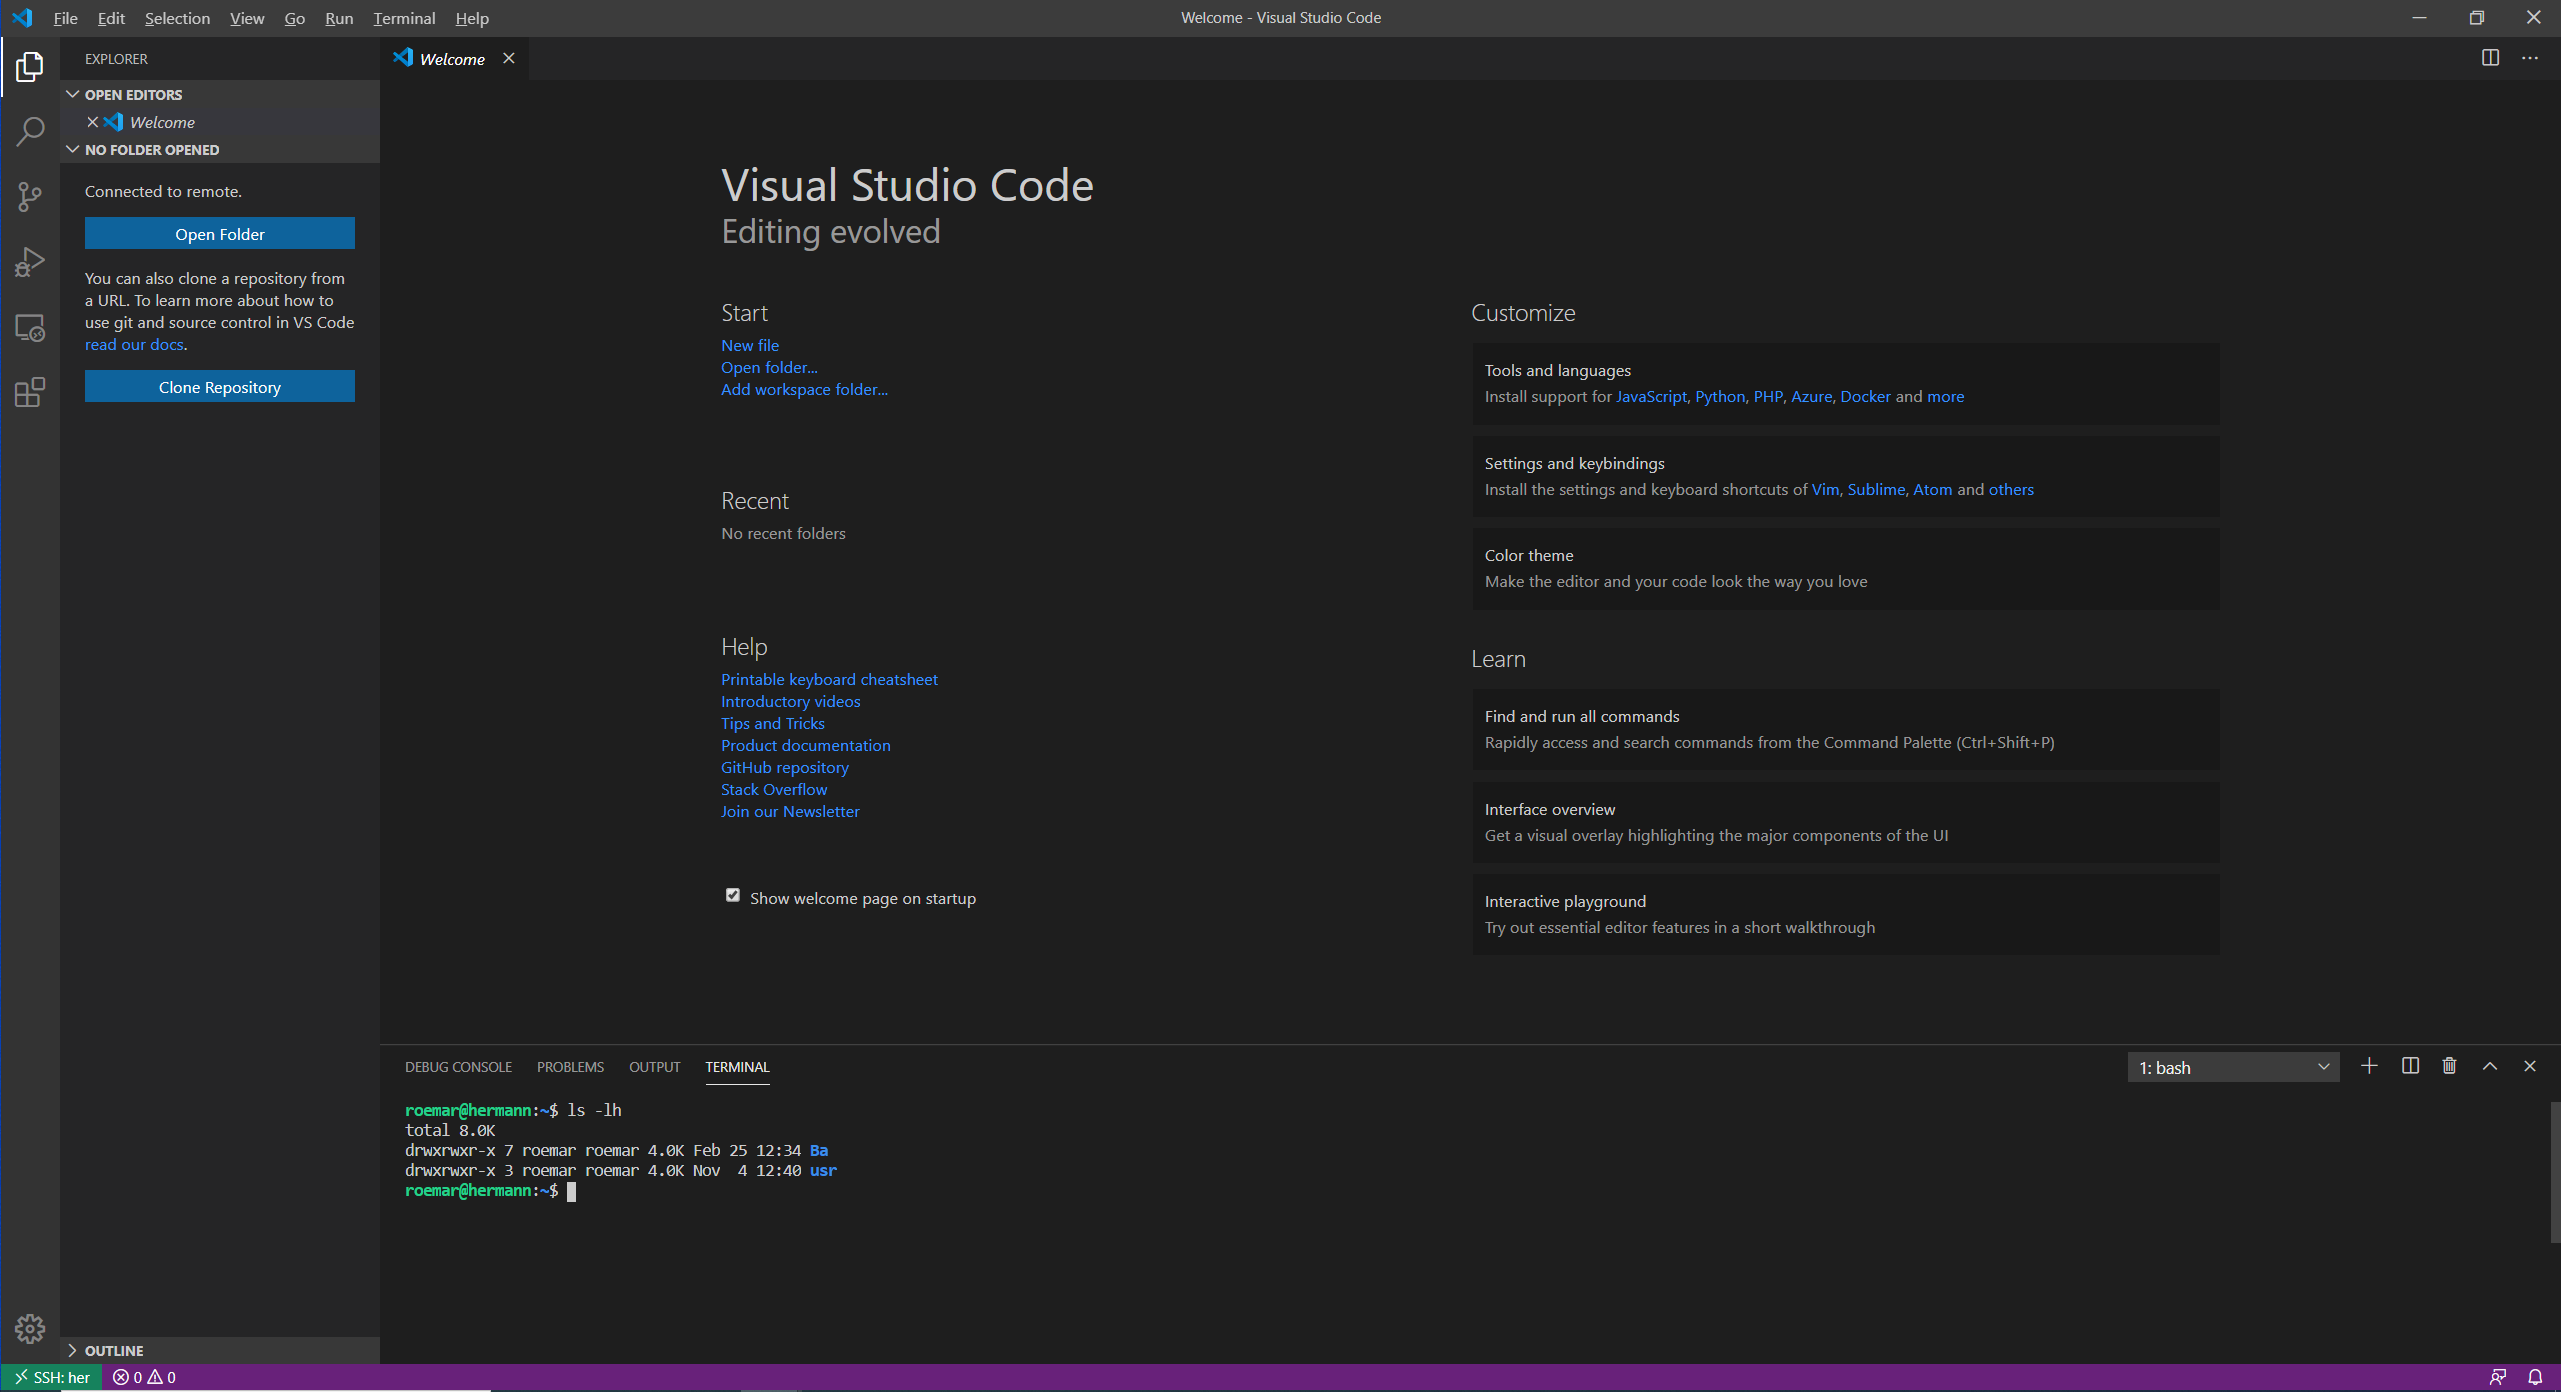 File Edit Selection View Go Run Terminal Help
Welcome - Visual Studio Code
EXPLORER
OPEN EDITORS
Welcome
NO FOLDER OPENED
Connected to remote.
Open Folder
You can also clone a repository from
a URL. To learn more about how to
use git and source control in VS Code
read our docs.
Clone Repository
OUTLINE
Welcome
Visual Studio Code
Editing evolved
Start
New file
Open folder...
Add workspace folder...
Recent
No recent folders
Help
Printable keyboard cheatsheet
Introductory videos
Tips and Tricks
Product documentation
GitHub repository
Stack Overflow
Join our Newsletter
Show welcome page on startup
Customize
Tools and languages
Install support for JavaScript, Python, PHP, Azure, Docker and more
Settings and keybindings
Install the settings and keyboard shortcuts of Vim, Sublime, Atom and others
Color theme
Make the editor and your code look the way you love
Learn
Find and run all commands
Rapidly access and search commands from the Command Palette (Ctrl+Shift+P)
Interface overview
Get a visual overlay highlighting the major components of the UI
Interactive playground
Try out essential editor features in a short walkthrough
DEBUG CONSOLE PROBLEMS OUTPUT TERMINAL
1: bash
roemar@hermann:~$ ls -lh
total 8.0K
drwxrwxr-x 7 roemar roemar 4.0K Feb 25 12:34 Ba
drwxrwxr-x 3 roemar roemar 4.0K Nov  4 12:40 usr
roemar@hermann:~$
SSH: her 0 0